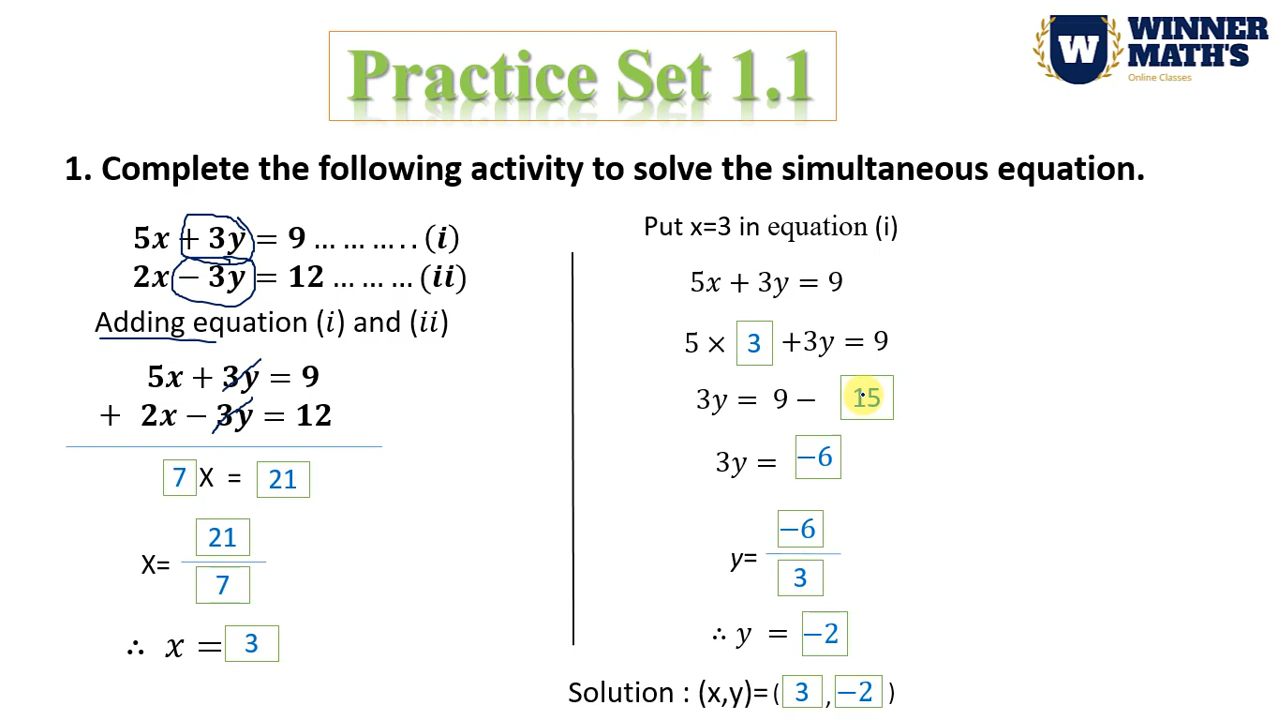 WINNER
MATH'S
W
Online Classes
Practice Set 1.1
1. Complete the following activity to solve the simultaneous equation.
5x + 3y = 9 … … … . . (i)
2x − 3y = 12 … … … (ii)
Adding equation (i) and (ii)
5x + 3y = 9
+ 2x − 3y = 12
7 X = 21
X= 21
7
∴ x = 3
Put x=3 in equation (i)
5x + 3y = 9
5 × 3 +3y = 9
3y = 9 − 15
3y = −6
y= −6
3
∴ y = −2
Solution : (x,y)= ( 3 , −2 )